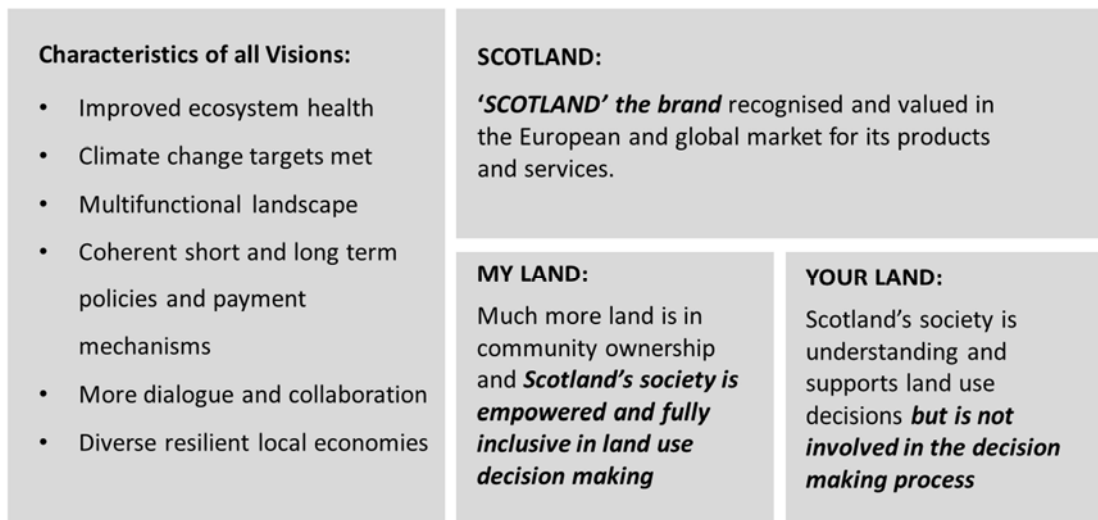 Characteristics of all Visions:
• Improved ecosystem health
• Climate change targets met
• Multifunctional landscape
• Coherent short and long term
policies and payment
mechanisms
• More dialogue and collaboration
• Diverse resilient local economies
SCOTLAND:
‘SCOTLAND’ the brand recognised and valued in
the European and global market for its products
and services.
MY LAND:
Much more land is in
community ownership
and Scotland’s society is
empowered and fully
inclusive in land use
decision making
YOUR LAND:
Scotland’s society is
understanding and
supports land use
decisions but is not
involved in the decision
making process